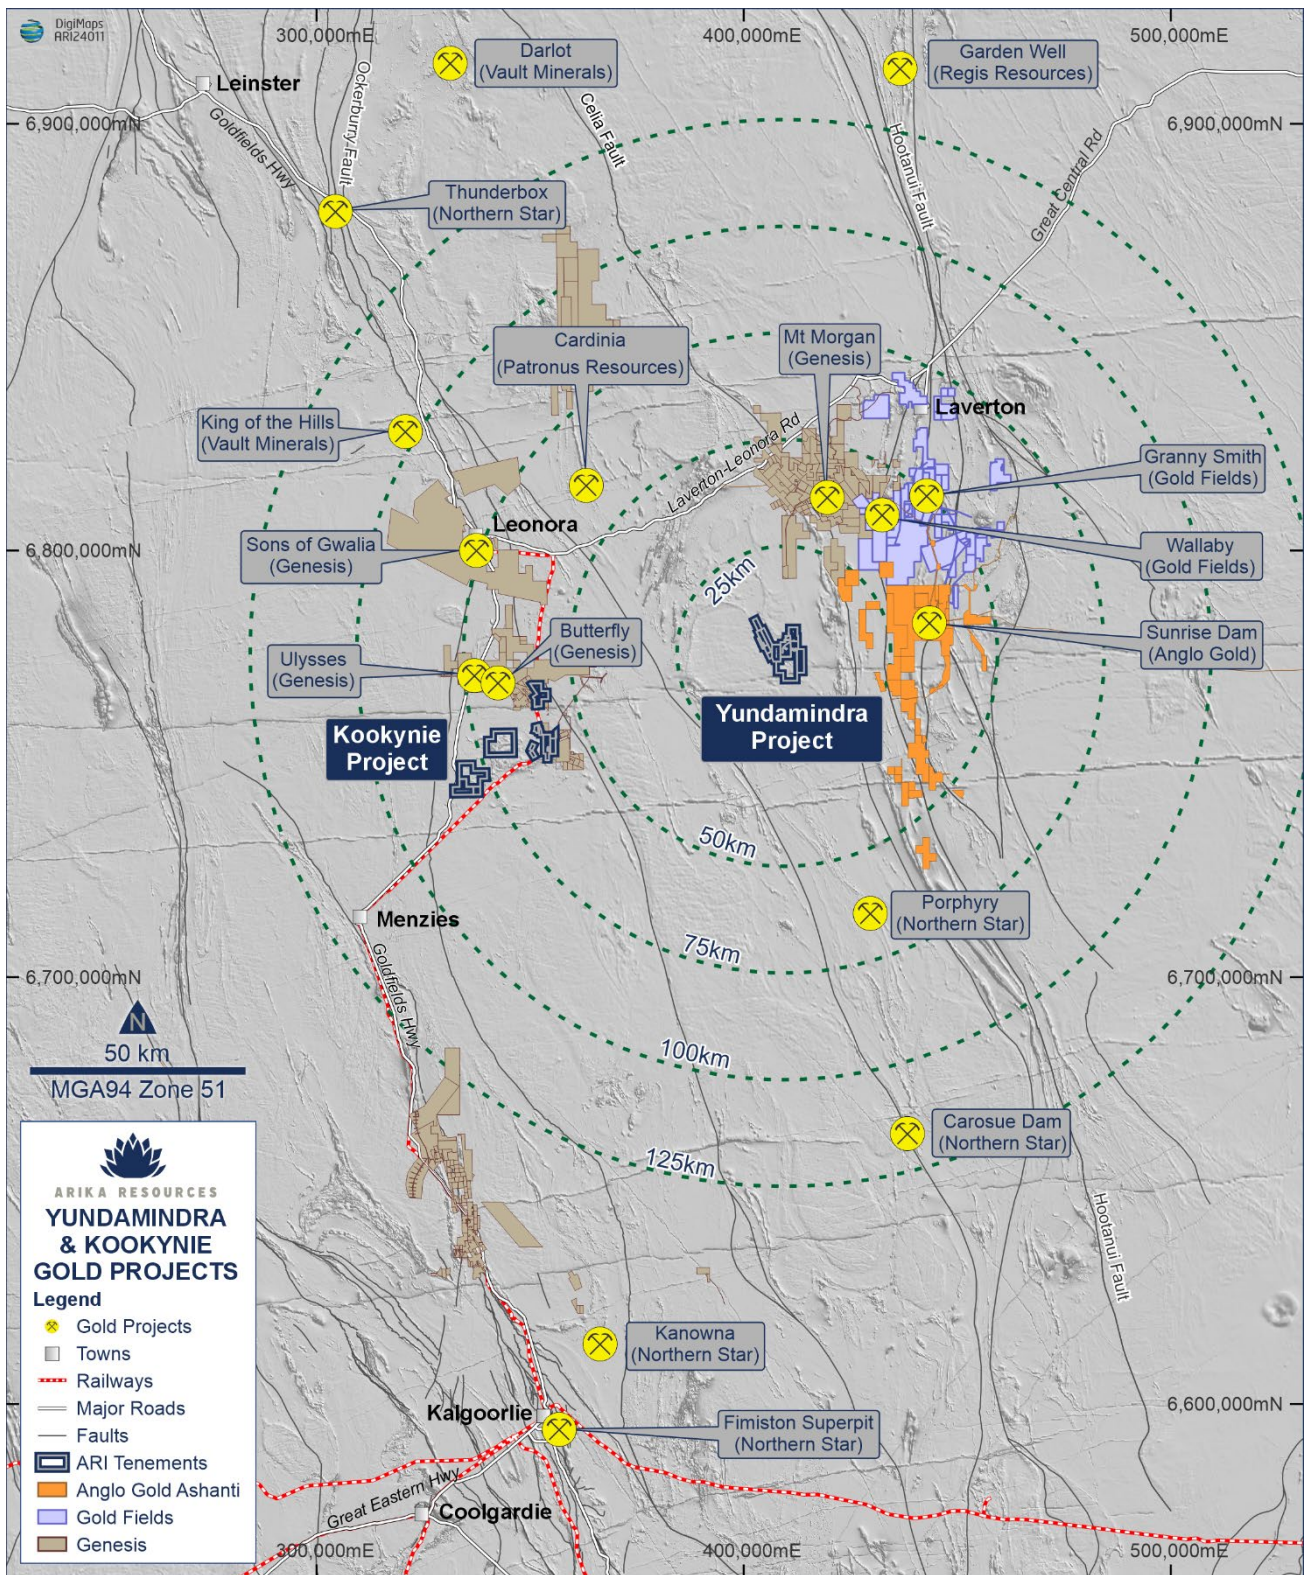 DigiMaps
ARI24011
300,000mE
400,000mE
500,000mE
Darlot
(Vault Minerals)
Garden Well
(Regis Resources)
Leinster
Ockerburry Fault
Celia Fault
Hootanui Fault
Great Central Rd
6,900,000mN
6,900,000mN
Goldfields Hwy
Thunderbox
(Northern Star)
Cardinia
(Patronus Resources)
Mt Morgan
(Genesis)
King of the Hills
(Vault Minerals)
Laverton
Laverton-Leonora Rd
Granny Smith
(Gold Fields)
Leonora
Sons of Gwalia
(Genesis)
6,800,000mN
6,800,000mN
Wallaby
(Gold Fields)
25km
Butterfly
(Genesis)
Ulysses
(Genesis)
Sunrise Dam
(Anglo Gold)
Kookynie
Project
Yundamindra
Project
50km
Menzies
Porphyry
(Northern Star)
75km
Goldfields Hwy
6,700,000mN
6,700,000mN
N
50 km
MGA94 Zone 51
100km
Carosue Dam
(Northern Star)
125km
Hootanui Fault
ARIKA RESOURCES
YUNDAMINDRA
& KOOKYNIE
GOLD PROJECTS
Legend
Gold Projects
Towns
Railways
Major Roads
Faults
ARI Tenements
Anglo Gold Ashanti
Gold Fields
Genesis
Kanowna
(Northern Star)
Kalgoorlie
6,600,000mN
Fimiston Superpit
(Northern Star)
Great Eastern Hwy
Coolgardie
300,000mE
400,000mE
500,000mE